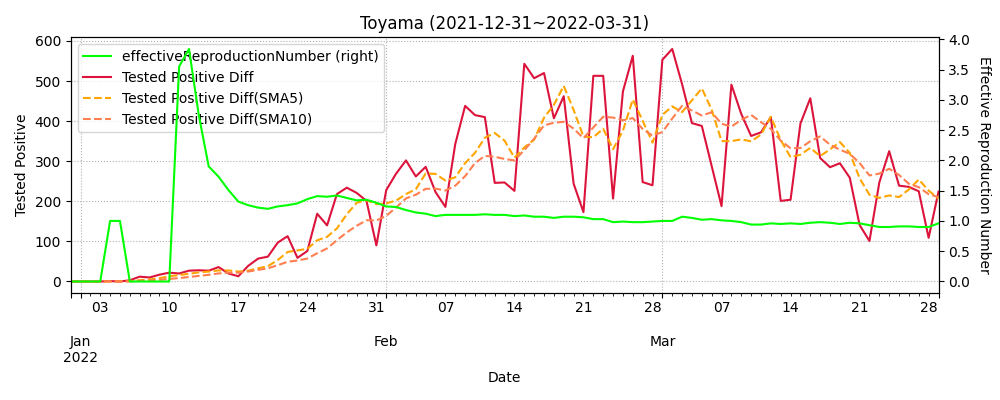 Toyama (2021-12-31~2022-03-31)
effectiveReproductionNumber (right)
Tested Positive Diff
Tested Positive Diff(SMA5)
Tested Positive Diff(SMA10)
Tested Positive
600
500
400
300
200
100
0
4.0
3.5
3.0
2.5
2.0
1.5
1.0
0.5
0.0
Effective Reproduction Number
03 10 17 24 31 07 14 21 28 07 14 21 28
Jan Feb Mar
2022
Date